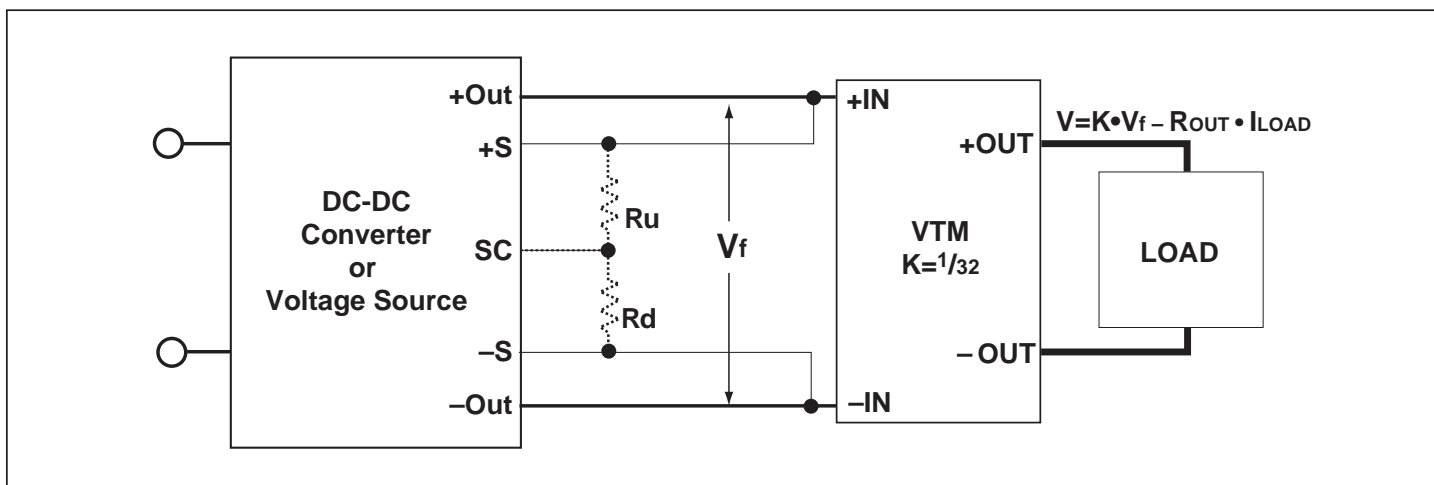 DC-DC
Converter
or
Voltage Source
+Out
+S
SC
–S
–Out
Ru
Rd
Vf
+IN
–IN
VTM
K=1/32
+OUT
– OUT
V=K•Vf – ROUT • ILOAD
LOAD